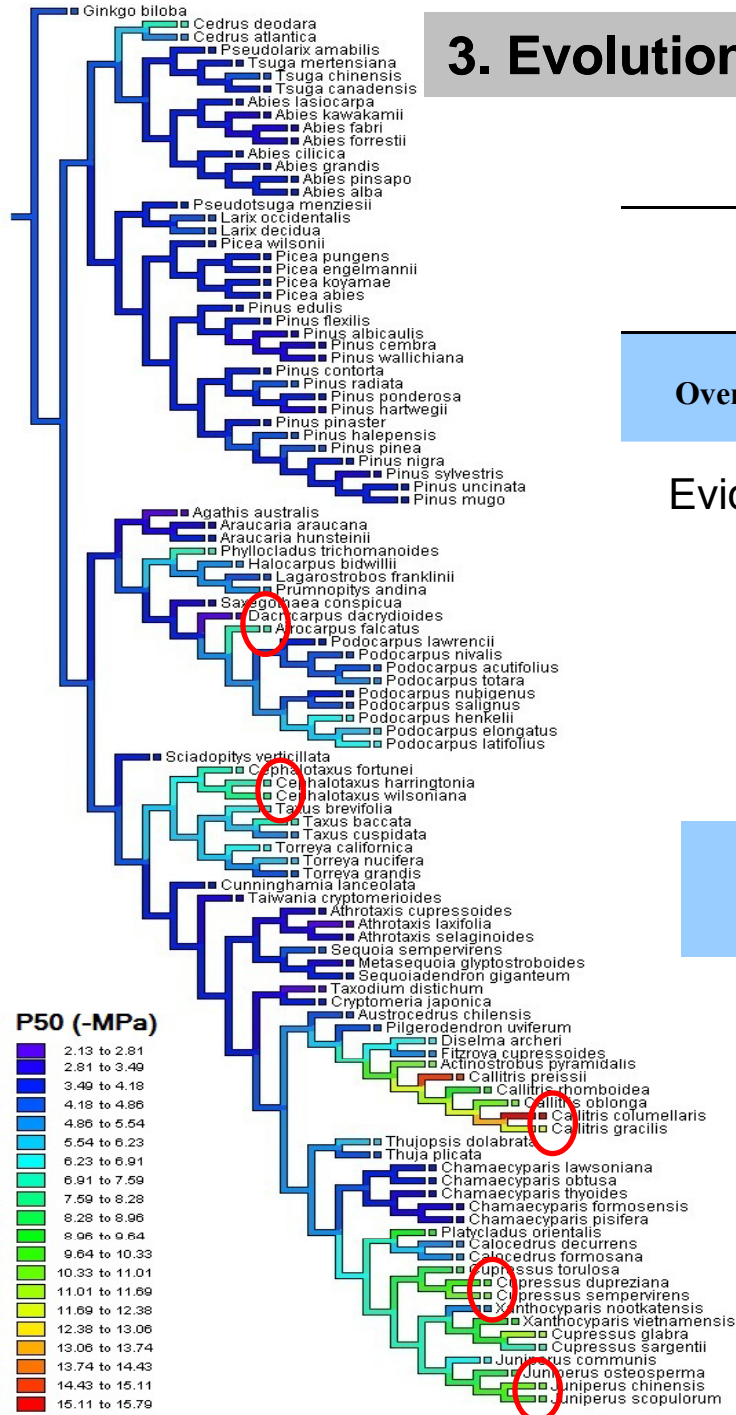 Ginkgo biloba
Cedrus deodara
Cedrus atlantica
Pseudolarix amabilis
Tsuga mertensiana
Tsuga chinensis
Tsuga canadensis
Abies lasiocarpa
Abies kawakamii
Abies fabri
Abies forrestii
Abies cilicica
Abies grandis
Abies pinsapo
Abies alba
Pseudotsuga menziesii
Larix occidentalis
Larix decidua
Picea wilsonii
Picea pungens
Picea engelmannii
Picea koyamae
Picea abies
Pinus edulis
Pinus flexilis
Pinus albicaulis
Pinus cembra
Pinus wallichiana
Pinus contorta
Pinus radiata
Pinus ponderosa
Pinus hartwegii
Pinus pinaster
Pinus halepensis
Pinus pinea
Pinus nigra
Pinus sylvestris
Pinus uncinata
Pinus mugo
Agathis australis
Araucaria araucana
Araucaria hunsteinii
Phyllocladus trichomanoides
Halocarpus bidwillii
Lagarostrobos franklinii
Prumnopitys andina
Saxegothaea conspicua
Dacrycarpus dacrydioides
Afrocarpus falcatus
Podocarpus lawrencii
Podocarpus nivalis
Podocarpus acutifolius
Podocarpus totara
Podocarpus nubigenus
Podocarpus salignus
Podocarpus henkelii
Podocarpus elongatus
Podocarpus latifolius
Sciadopitys verticillata
Cephalotaxus fortunei
Cephalotaxus harringtonia
Cephalotaxus wilsoniana
Taxus brevifolia
Taxus baccata
Taxus cuspidata
Torreya californica
Torreya nucifera
Torreya grandis
Cunninghamia lanceolata
Taiwania cryptomerioides
Athrotaxis cupressoides
Athrotaxis laxifolia
Athrotaxis selaginoides
Sequoia sempervirens
Metasequoia glyptostroboides
Sequoiadendron giganteum
Taxodium distichum
Cryptomeria japonica
Austrocedrus chilensis
Pilgerodendron uviferum
Diselma archeri
Fitzroya cupressoides
Actinostrobus pyramidalis
Callitris preissii
Callitris rhomboidea
Callitris oblonga
Callitris columellaris
Callitris gracilis
Thujopsis dolabrata
Thuja plicata
Chamaecyparis lawsoniana
Chamaecyparis obtusa
Chamaecyparis thyoides
Chamaecyparis formosensis
Chamaecyparis pisifera
Platycladus orientalis
Calocedrus decurrens
Calocedrus formosana
Cupressus torulosa
Cupressus dupreziana
Cupressus sempervirens
Xanthocyparis nootkatensis
Xanthocyparis vietnamensis
Cupressus glabra
Cupressus sargentii
Juniperus communis
Juniperus osteosperma
Juniperus chinensis
Juniperus scopulorum
P50 (-MPa)
2.13 to 2.81
2.81 to 3.49
3.49 to 4.18
4.18 to 4.86
4.86 to 5.54
5.54 to 6.23
6.23 to 6.91
6.91 to 7.59
7.59 to 8.28
8.28 to 8.96
8.96 to 9.64
9.64 to 10.33
10.33 to 11.01
11.01 to 11.69
11.69 to 12.38
12.38 to 13.06
13.06 to 13.74
13.74 to 14.43
14.43 to 15.11
15.11 to 15.79
3. Evolution
Over
Evid